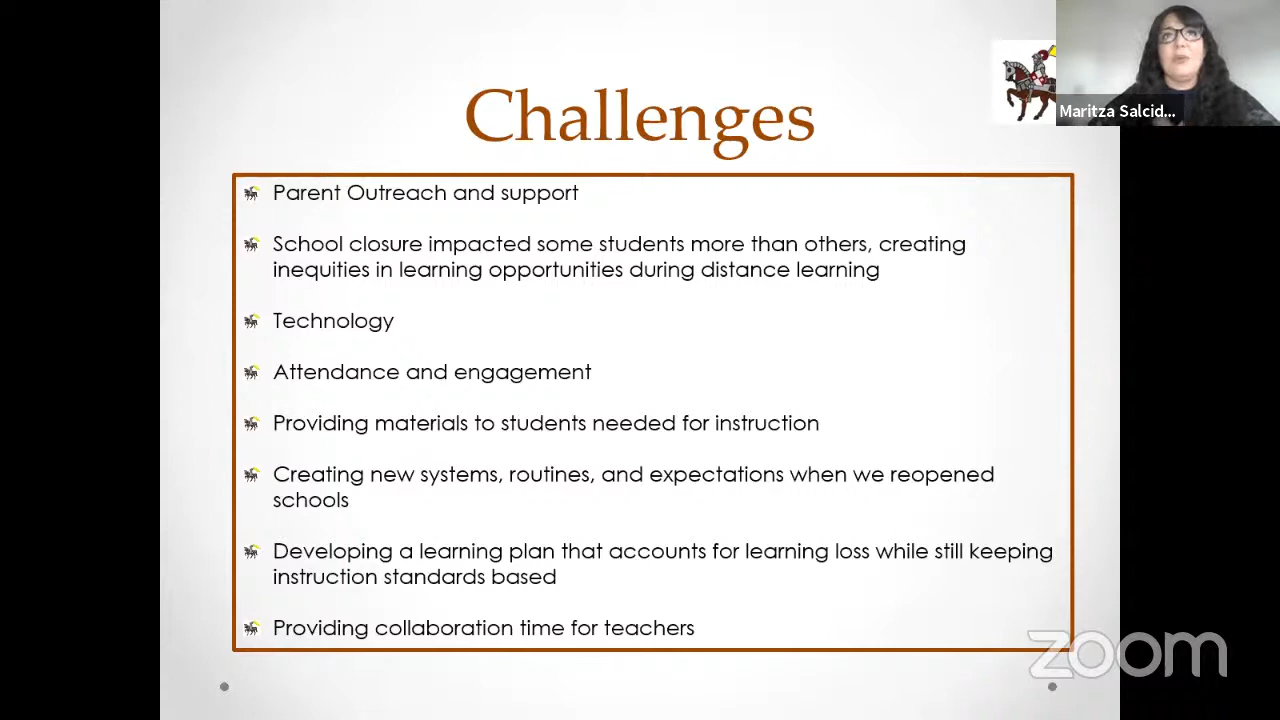 Challenges
Maritza Salcid...
Parent Outreach and support
School closure impacted some students more than others, creating
inequities in learning opportunities during distance learning
Technology
Attendance and engagement
Providing materials to students needed for instruction
Creating new systems, routines, and expectations when we reopened
schools
Developing a learning plan that accounts for learning loss while still keeping
instruction standards based
Providing collaboration time for teachers
zoom